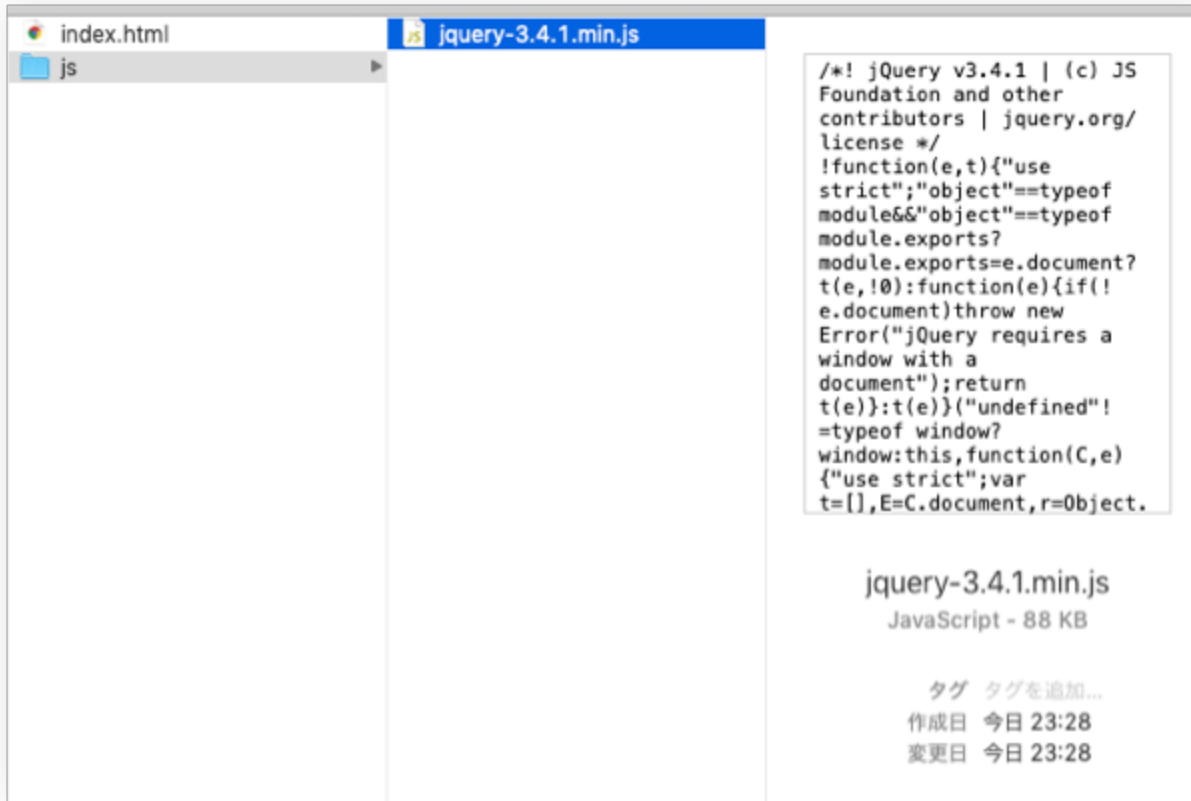 index.html
js
jquery-3.4.1.min.js
/*! jQuery v3.4.1 | (c) JS
Foundation and other
contributors | jquery.org/
license */
!function(e,t){"use
strict";"object"==typeof
module&&"object"==typeof
module.exports?
module.exports=e.document?
t(e,!0):function(e){if(!
e.document)throw new
Error("jQuery requires a
window with a
document");return
t(e)}:t(e)}("undefined"!
=typeof window?
window:this,function(C,e)
{"use strict";var
t=[],E=C.document,r=Object.
jquery-3.4.1.min.js
JavaScript - 88 KB
タグ タグを追加...
作成日 今日 23:28
変更日 今日 23:28